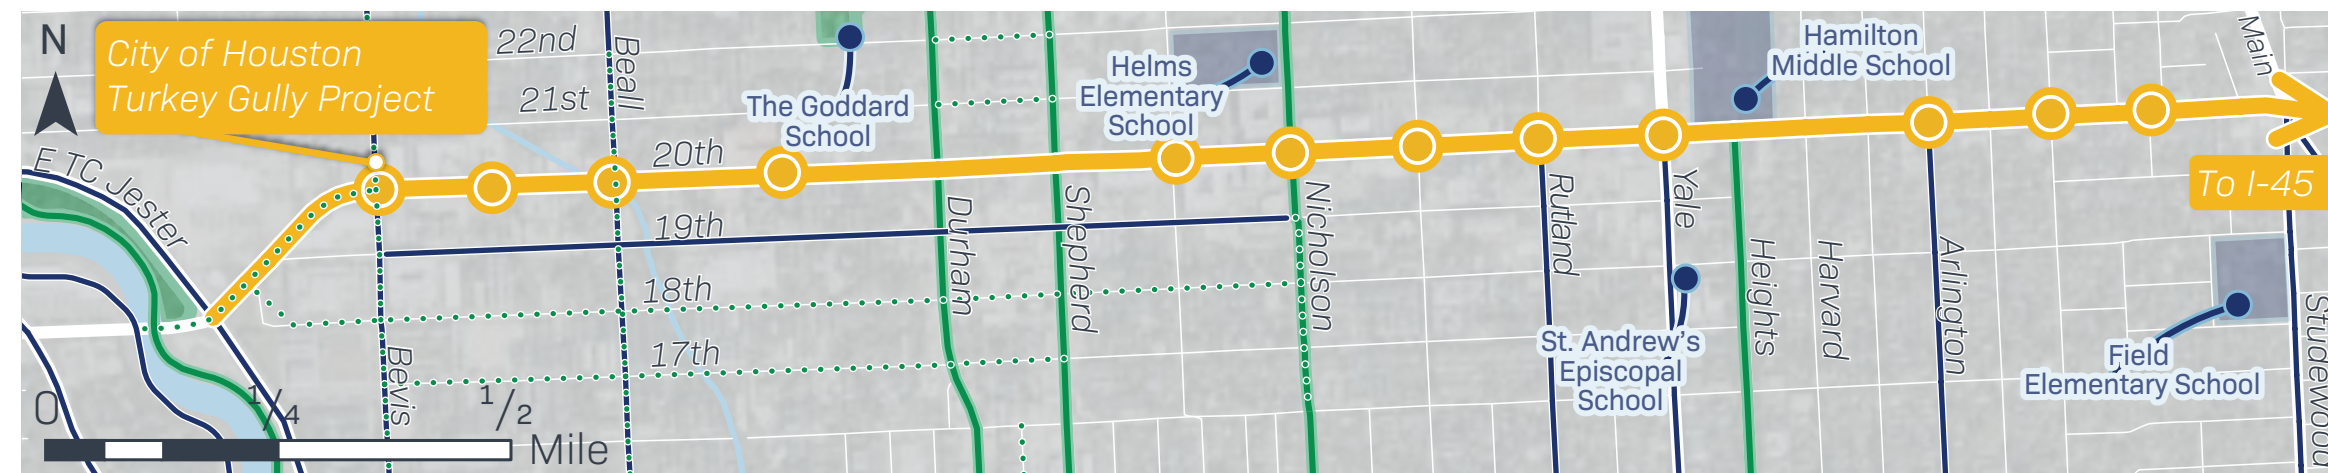 N
City of Houston
Turkey Gully Project
22nd
21st
Beall
The Goddard
School
Helms
Elementary
School
Hamilton
Middle School
Main
E TC Jester
20th
To I-45
19th
Durham
Shepherd
Nicholson
Rutland
Yale
Heights
Harvard
Arlington
Studewood
18th
17th
St. Andrew's
Episcopal
School
Field
Elementary School
Bevis
0
1/4
1/2
Mile